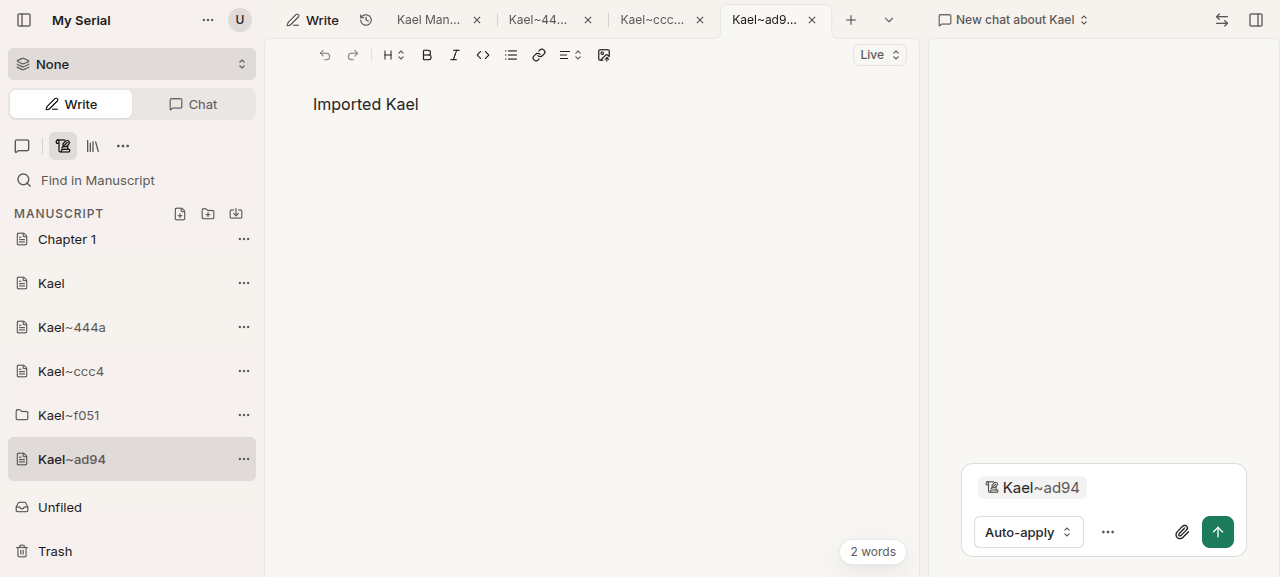 My Serial
U
None
Write
Chat
Find in Manuscript
MANUSCRIPT
Chapter 1
Kael
Kael~444a
Kael~ccc4
Kael~f051
Kael~ad94
Unfiled
Trash
Write
Kael Man...
Kael~44...
Kael~ccc...
Kael~ad9...
H
B
I
Live
Imported Kael
2 words
New chat about Kael
Kael~ad94
Auto-apply